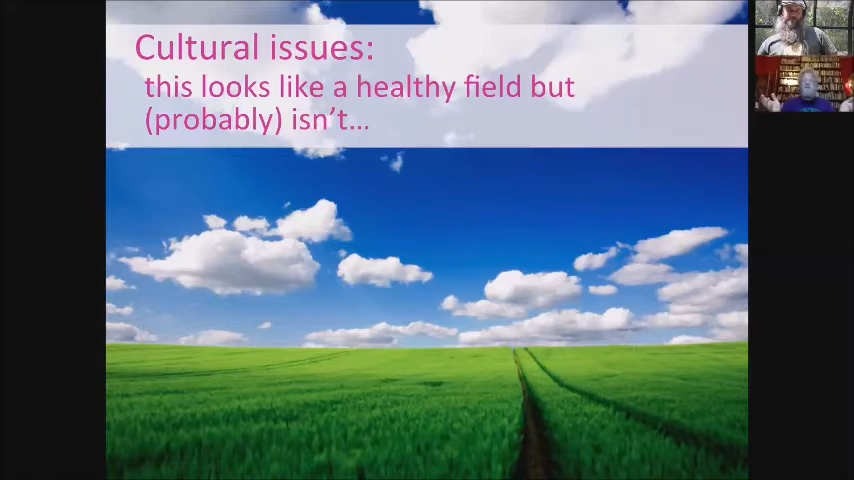 Cultural issues:
this looks like a healthy field but
(probably) isn't...